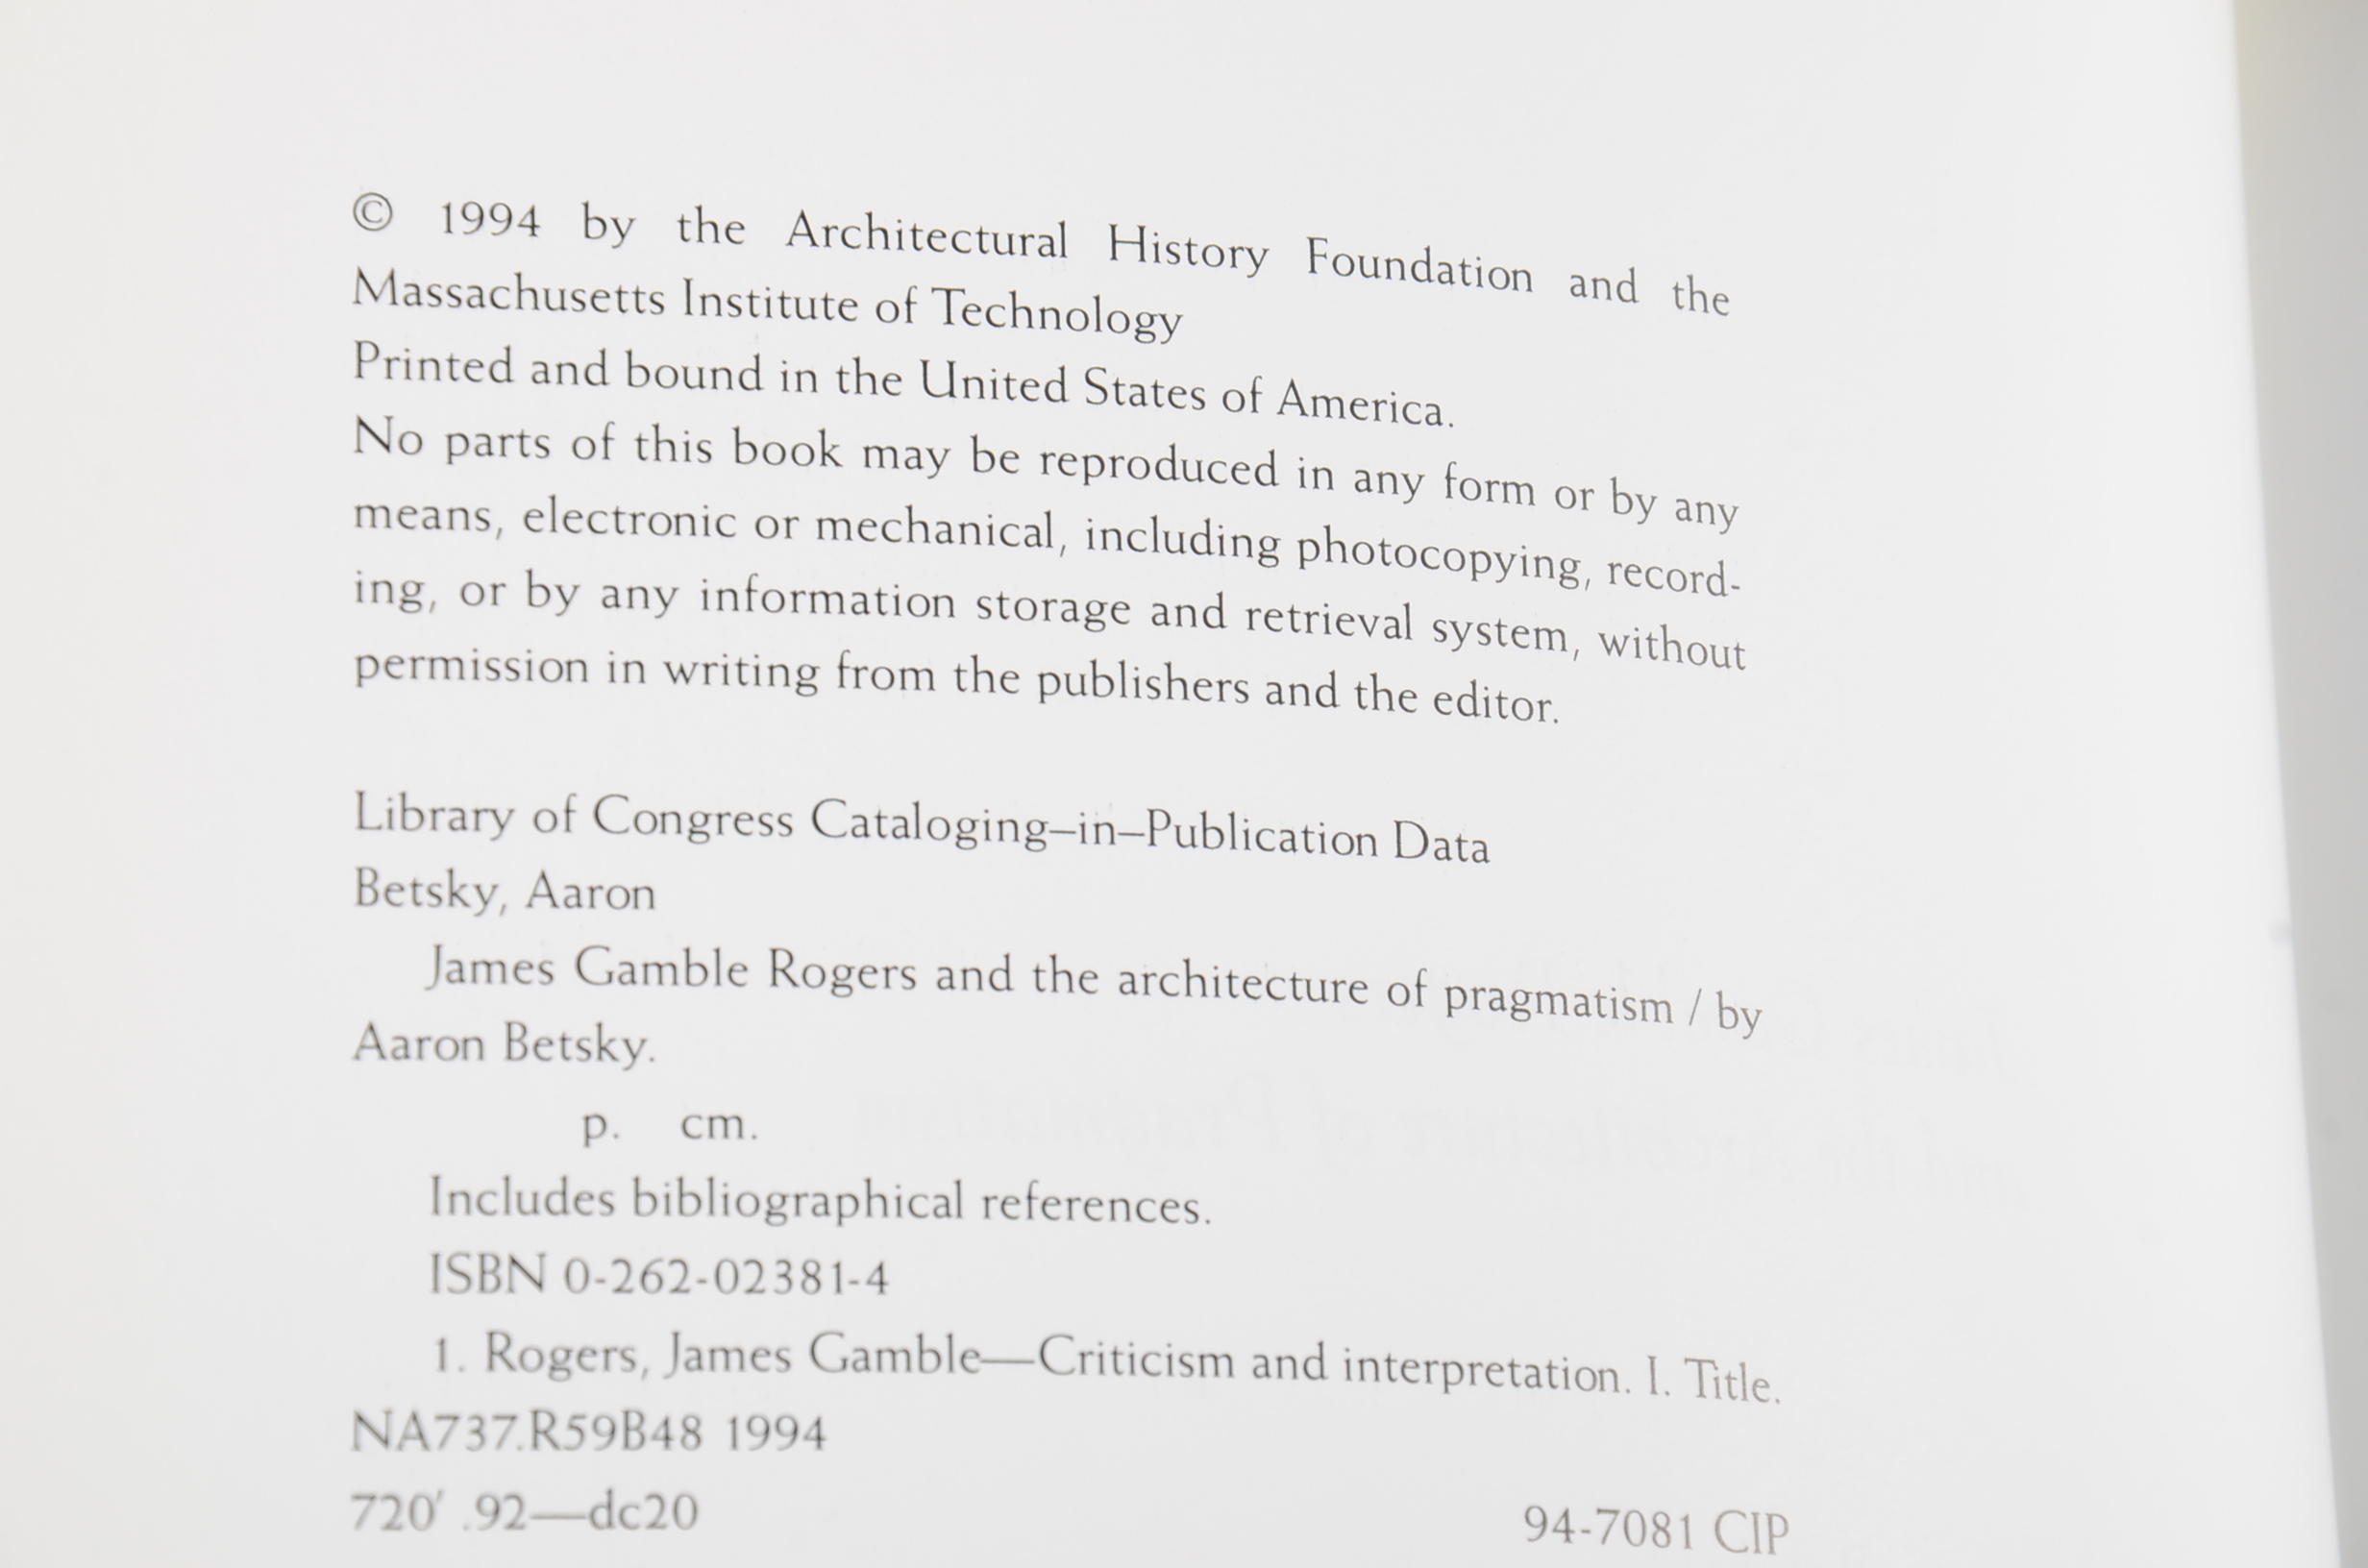 © 1994 by the Architectural History Foundation and the
Massachusetts Institute of Technology
Printed and bound in the United States of America.
No parts of this book may be reproduced in any form or by any
means, electronic or mechanical, including photocopying, record-
ing, or by any information storage and retrieval system, without
permission in writing from the publishers and the editor.
Library of Congress Cataloging–in–Publication Data
Betsky, Aaron
James Gamble Rogers and the architecture of pragmatism / by
Aaron Betsky.
p. cm.
Includes bibliographical references.
ISBN 0-262-02381-4
1. Rogers, James Gamble—Criticism and interpretation. I. Title.
NA737.R59B48 1994
720′ .92—dc20 94-7081 CIP